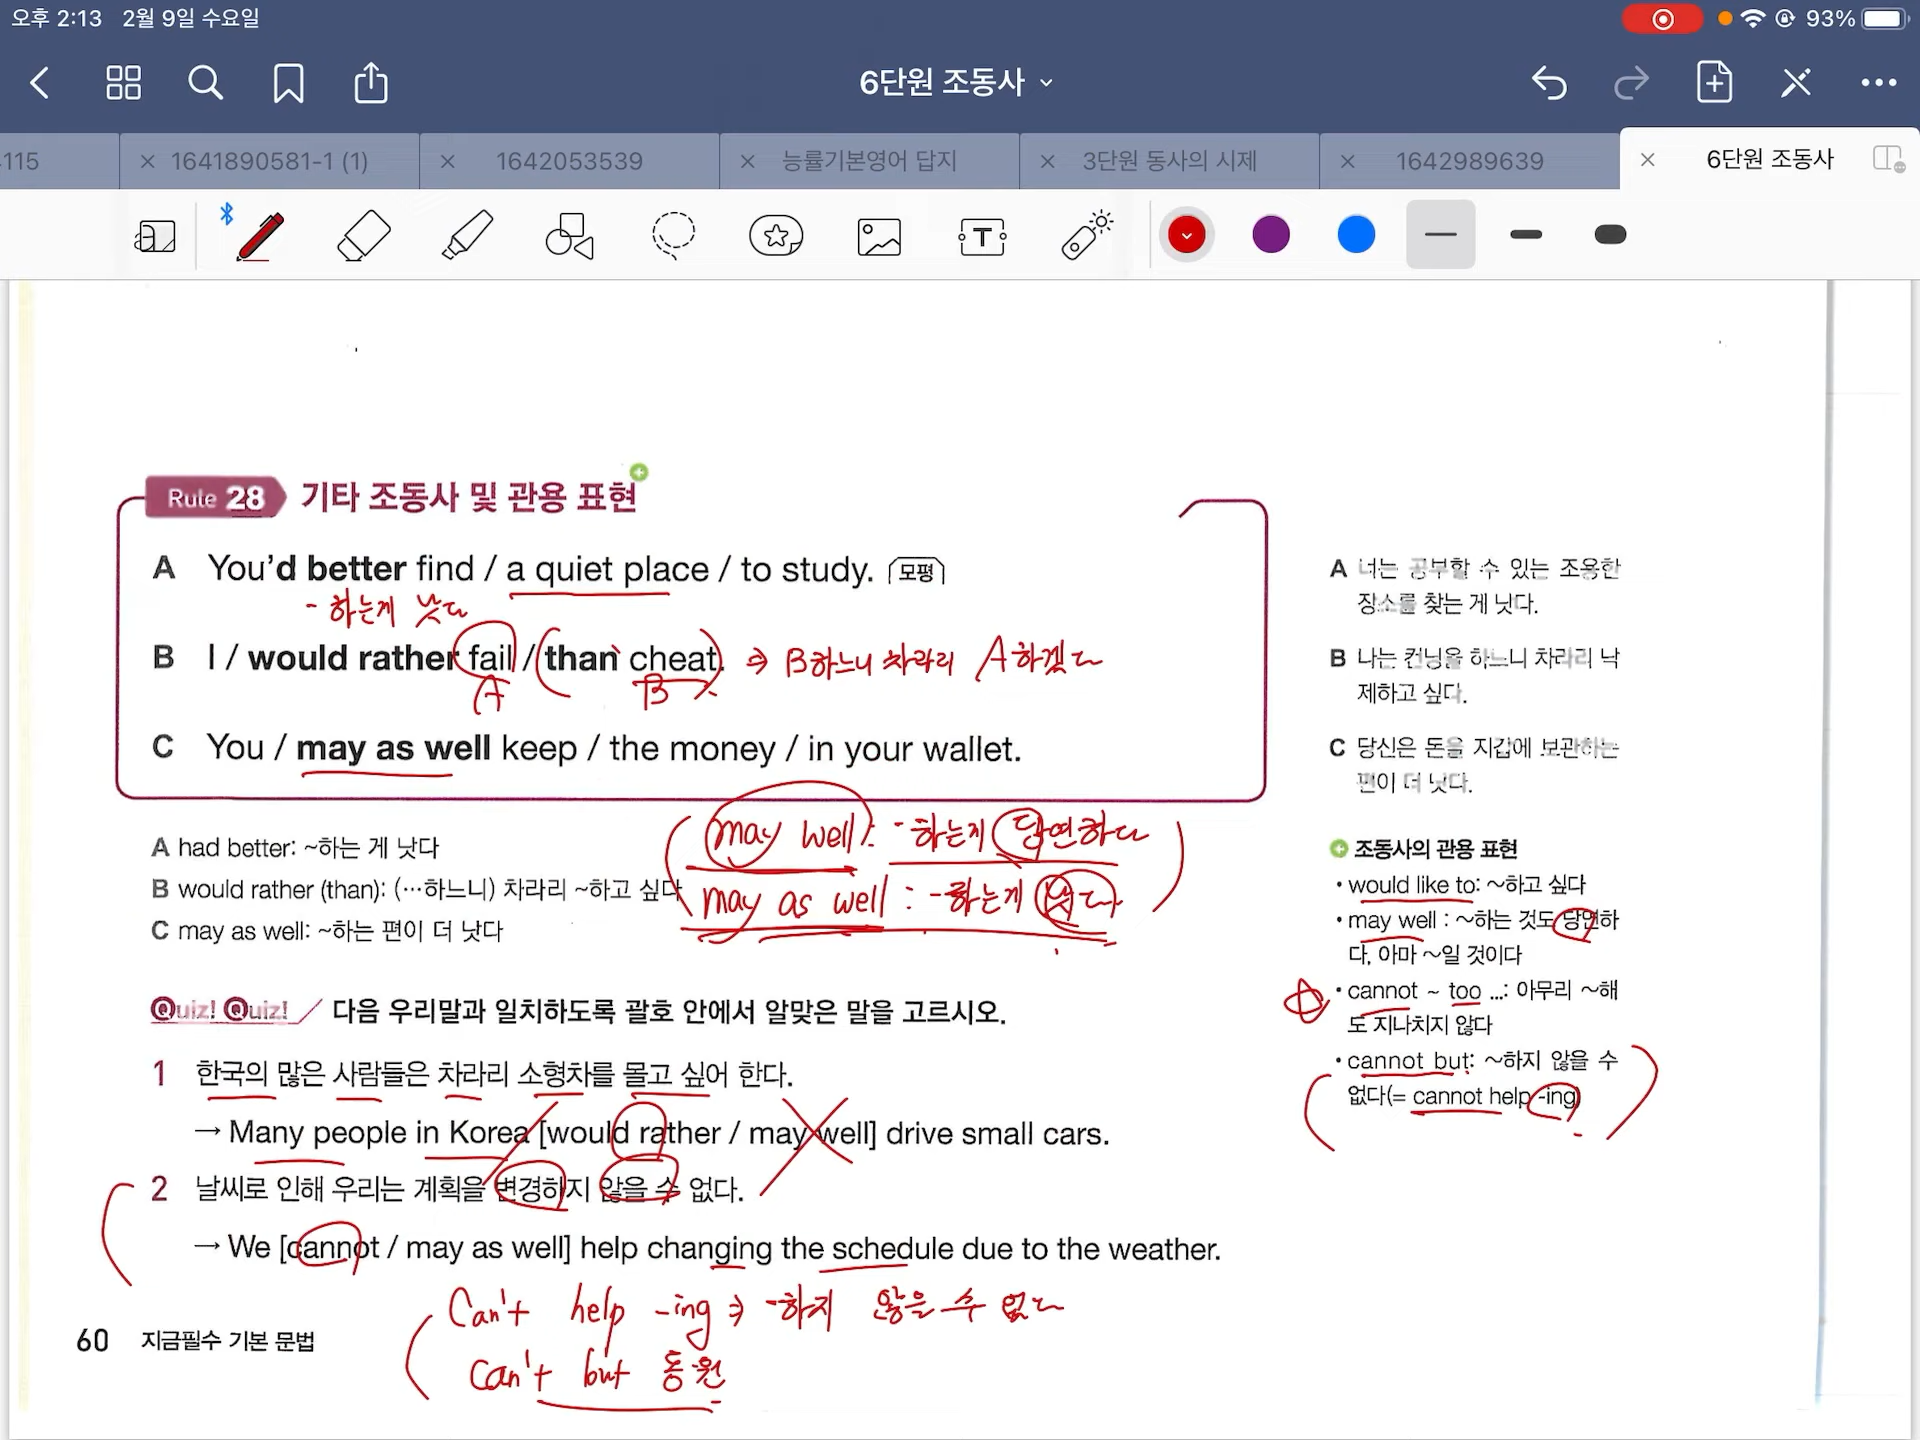 오후 2:13 2월 9일 수요일
93%
6단원 조동사
115
1641890581-1 (1)
1642053539
능률기본영어 답지
3단원 동사의 시제
1642989639
6단원 조동사
Rule 28 기타 조동사 및 관용 표현
A You'd better find / a quiet place / to study. 모평
~하는게 낫다
B I / would rather fail / than cheat. ⇒ B하느니 차라리 A하겠다
A B
C You / may as well keep / the money / in your wallet.
may well : ~하는게 당연하다
may as well : ~하는게 낫다
A had better: ~하는 게 낫다
B would rather (than): (…하느니) 차라리 ~하고 싶다
C may as well: ~하는 편이 더 낫다
Quiz! Quiz! 다음 우리말과 일치하도록 괄호 안에서 알맞은 말을 고르시오.
1 한국의 많은 사람들은 차라리 소형차를 몰고 싶어 한다.
→ Many people in Korea [would rather / may well] drive small cars.
2 날씨로 인해 우리는 계획을 변경하지 않을 수 없다.
→ We [cannot / may as well] help changing the schedule due to the weather.
Can't help -ing ⇒ ~하지 않을 수 없다
Can't but 동원
60 지금필수 기본 문법
A 너는 공부할 수 있는 조용한
장소를 찾는 게 낫다.
B 나는 컨닝을 하느니 차라리 낙
제하고 싶다.
C 당신은 돈을 지갑에 보관하는
편이 더 낫다.
조동사의 관용 표현
• would like to: ~하고 싶다
• may well : ~하는 것도 당연하
다, 아마 ~일 것이다
• cannot ~ too ...: 아무리 ~해
도 지나치지 않다
• cannot but: ~하지 않을 수
없다(= cannot help -ing)